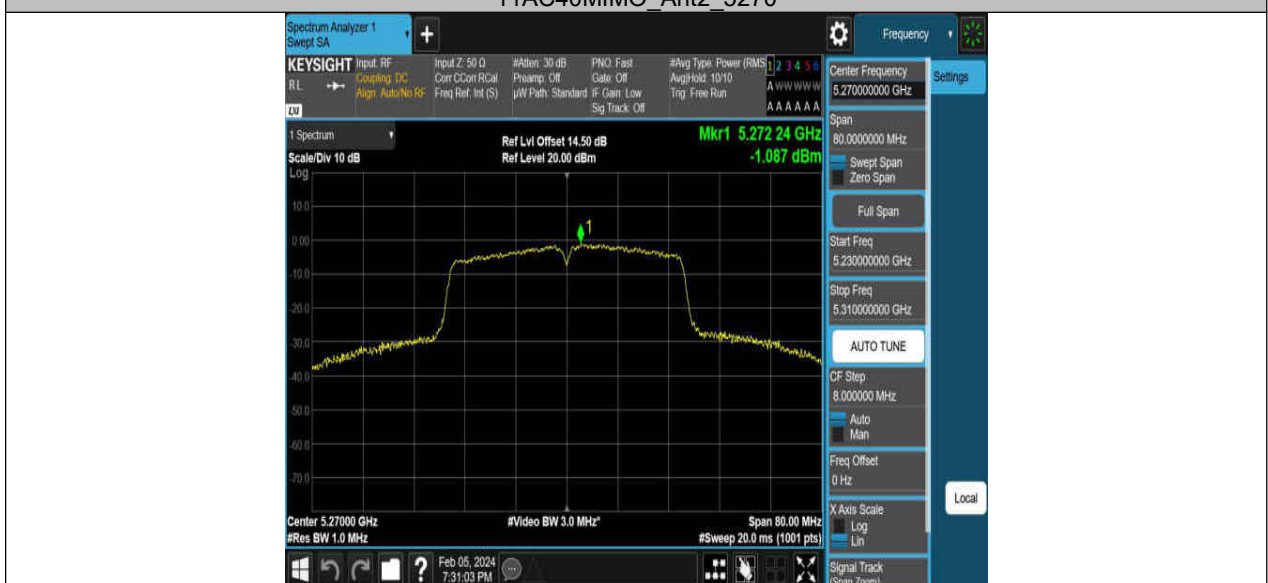 11AC40MIMO_Ant2_5270
Spectrum Analyzer 1
Swept SA
+
Frequency
KEYSIGHT
RL
LXI
Input: RF
Coupling: DC
Align: Auto/No RF
Input Z: 50 Ω
Corr CCorr RCal
Freq Ref: Int (S)
#Atten: 30 dB
Preamp: Off
µW Path: Standard
PNO: Fast
Gate: Off
IF Gain: Low
Sig Track: Off
#Avg Type: Power (RMS
Avg|Hold: 10/10
Trig: Free Run
1 2 3 4 5 6
A W W W W W
A A A A A A
Center Frequency
5.270000000 GHz
Settings
1 Spectrum
Scale/Div 10 dB
Log
Ref Lvl Offset 14.50 dB
Ref Level 20.00 dBm
Mkr1 5.272 24 GHz
-1.087 dBm
Span
80.0000000 MHz
Swept Span
Zero Span
Full Span
Start Freq
5.230000000 GHz
Stop Freq
5.310000000 GHz
AUTO TUNE
CF Step
8.000000 MHz
Auto
Man
Freq Offset
0 Hz
X Axis Scale
Log
Lin
Local
Signal Track
(Span Zoom)
10.0
0.00
-10.0
-20.0
-30.0
-40.0
-50.0
-60.0
-70.0
1
Center 5.27000 GHz
#Res BW 1.0 MHz
#Video BW 3.0 MHz*
Span 80.00 MHz
#Sweep 20.0 ms (1001 pts)
?
Feb 05, 2024
7:31:03 PM